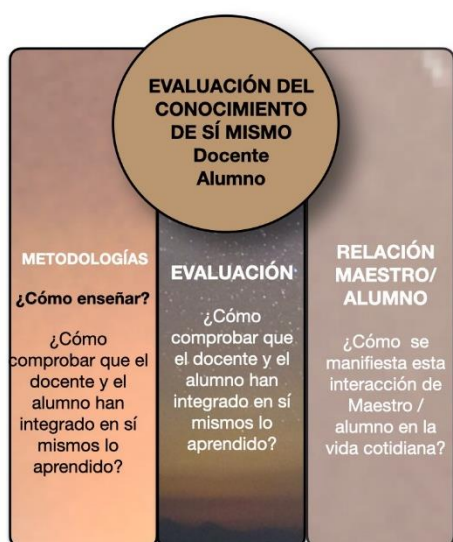 EVALUACIÓN DEL
CONOCIMIENTO
DE SÍ MISMO
Docente
Alumno
METODOLOGÍAS
¿Cómo enseñar?
¿Cómo
comprobar que el
docente y el
alumno han
integrado en sí
mismos lo
aprendido?
EVALUACIÓN
¿Cómo
comprobar que
el docente y el
alumno han
integrado en sí
mismos lo
aprendido?
RELACIÓN
MAESTRO/
ALUMNO
¿Cómo se
manifiesta esta
interacción de
Maestro /
alumno en la
vida cotidiana?